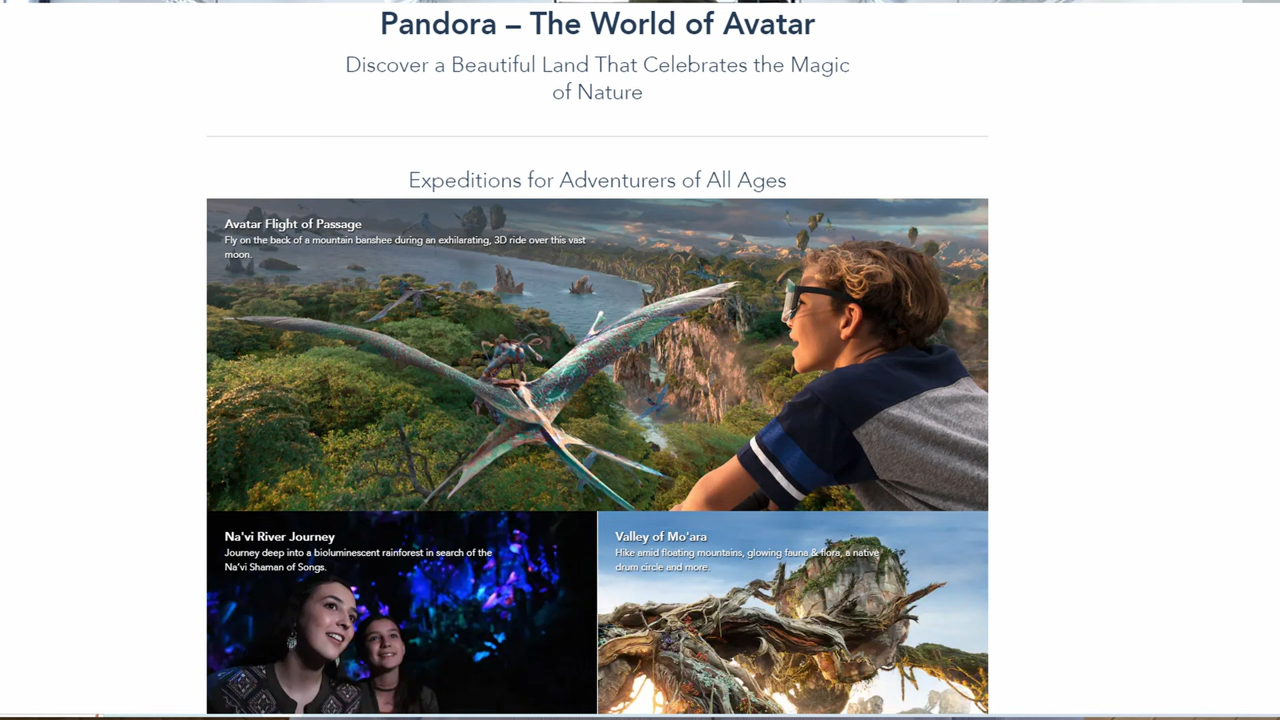 Pandora – The World of Avatar
Discover a Beautiful Land That Celebrates the Magic
of Nature
Expeditions for Adventurers of All Ages
Avatar Flight of Passage
Fly on the back of a mountain banshee during an exhilarating, 3D ride over this vast
moon.
Na'vi River Journey
Journey deep into a bioluminescent rainforest in search of the
Na'vi Shaman of Songs.
Valley of Mo'ara
Hike amid floating mountains, glowing fauna & flora, a native
drum circle and more.